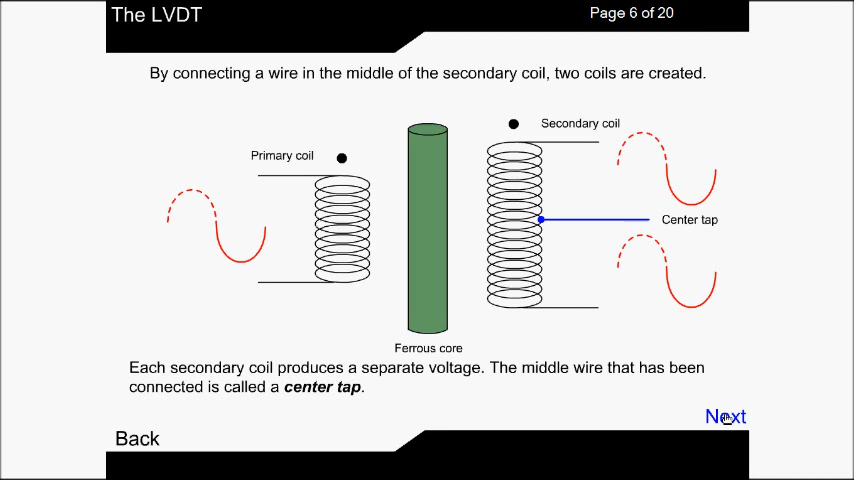 The LVDT
Page 6 of 20
By connecting a wire in the middle of the secondary coil, two coils are created.
Secondary coil
Primary coil
Center tap
Ferrous core
Each secondary coil produces a separate voltage. The middle wire that has been
connected is called a center tap.
Next
Back